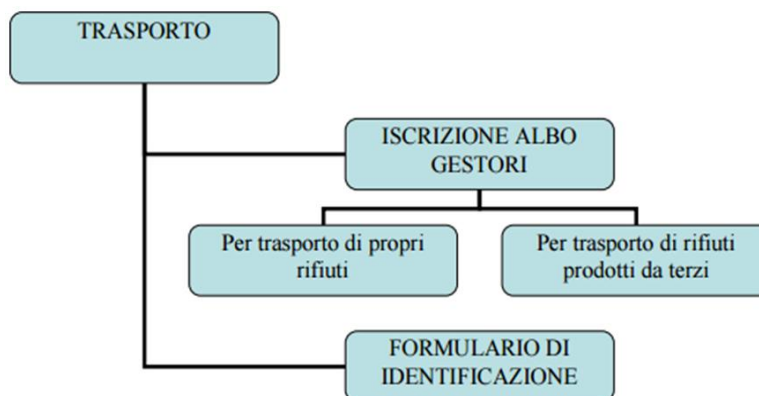 TRASPORTO
ISCRIZIONE ALBO
GESTORI
Per trasporto di propri
rifiuti
Per trasporto di rifiuti
prodotti da terzi
FORMULARIO DI
IDENTIFICAZIONE